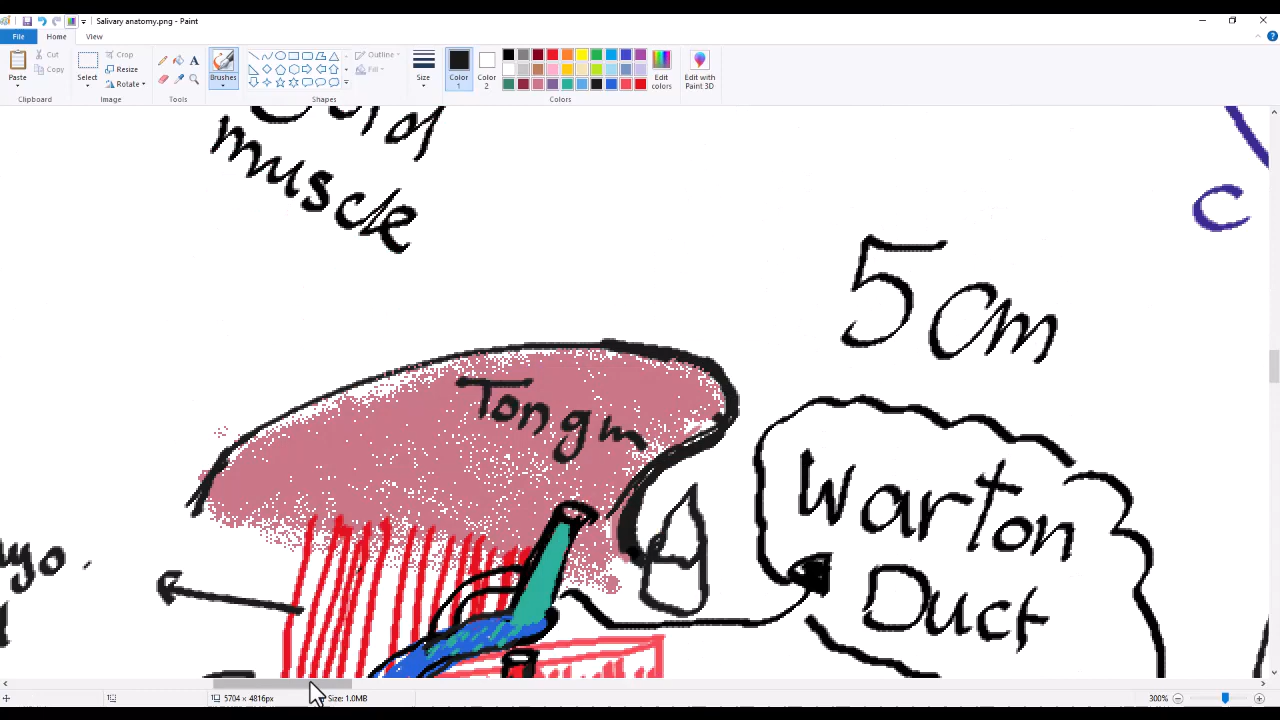 Salivary anatomy.png - Paint
File Home View
Cut
Copy
Paste
Clipboard
Crop
Resize
Rotate
Select
Image
Tools
Brushes
Outline
Fill
Shapes
Size
Color 1
Color 2
Edit colors
Edit with Paint 3D
Colors
muscle
C
5 cm
Tongue
Warton
Duct
5704 × 4816px
Size: 1.0MB
300%